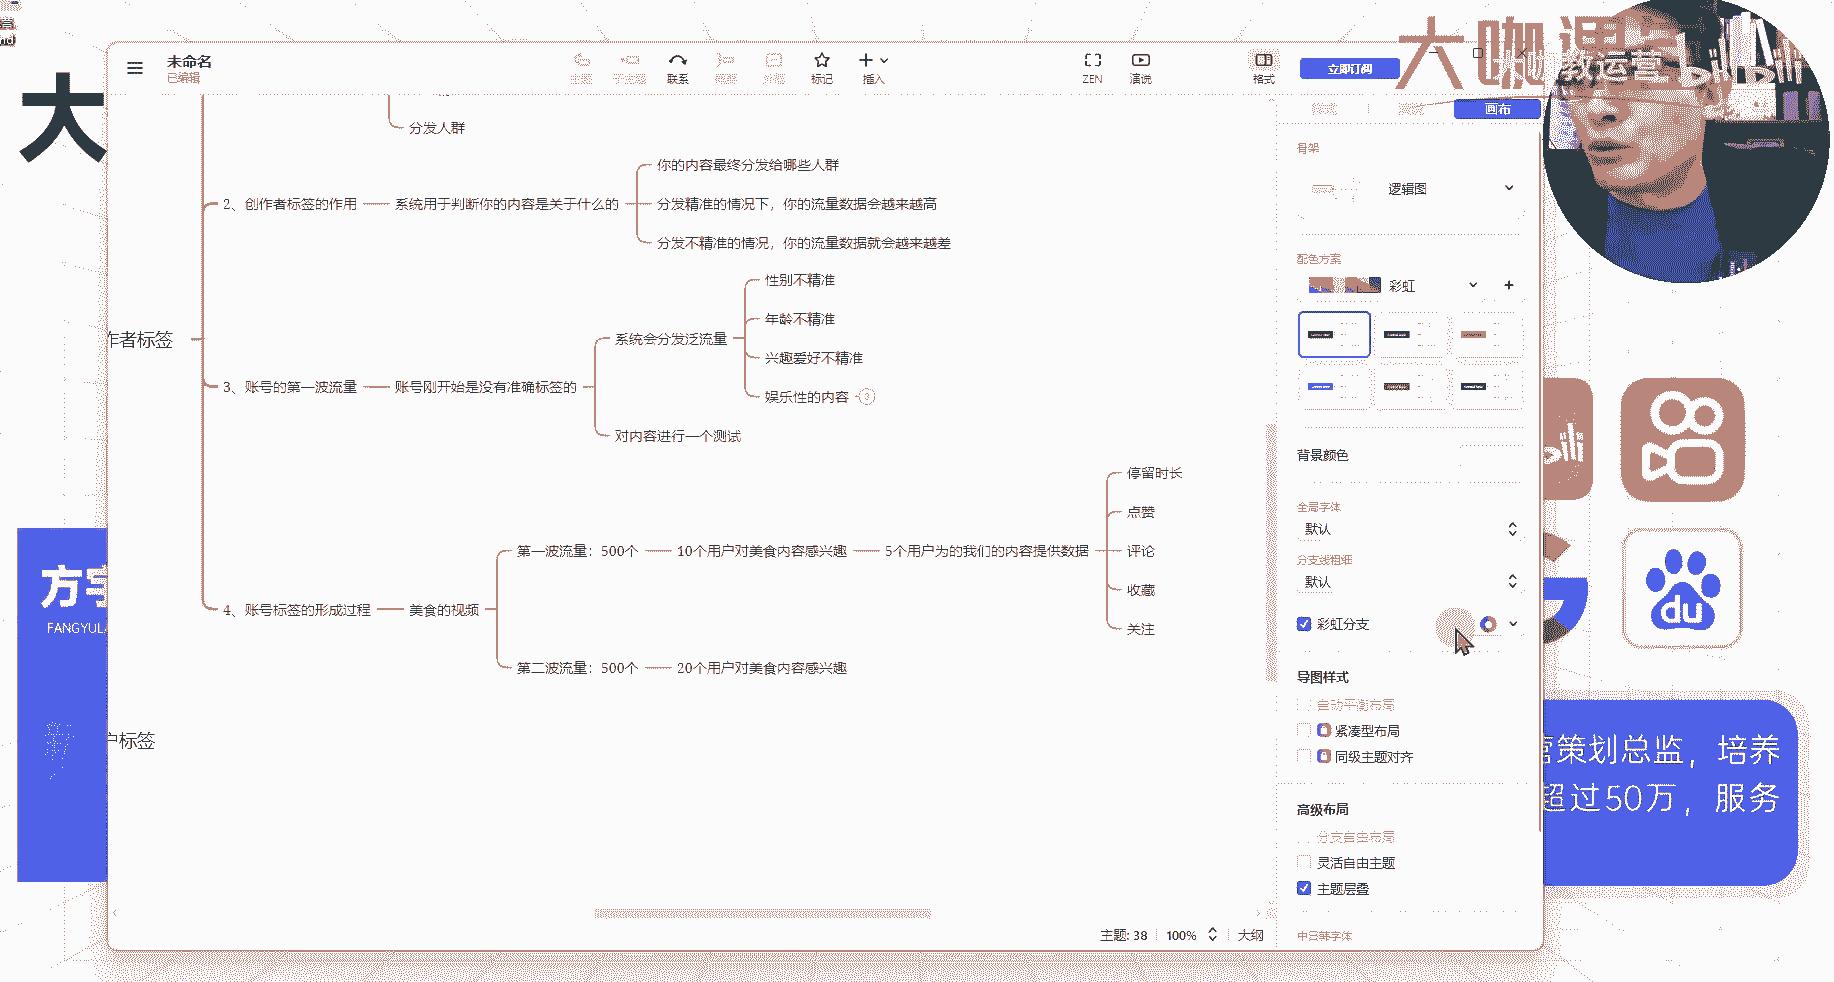 大咖课堂
bilibili
未命名
已编辑
主题
子主题
联系
概要
外框
标记
插入
ZEN
演说
格式
立即订阅
画布
大
分发人群
2、创作者标签的作用
系统用于判断你的内容是关于什么的
你的内容最终分发给哪些人群
分发精准的情况下，你的流量数据会越来越高
分发不精准的情况，你的流量数据就会越来越差
作者标签
3、账号的第一波流量
账号刚开始是没有准确标签的
系统会分发泛流量
性别不精准
年龄不精准
兴趣爱好不精准
娱乐性的内容
3
对内容进行一个测试
4、账号标签的形成过程
美食的视频
第一波流量：500个
10个用户对美食内容感兴趣
5个用户为的我们的内容提供数据
停留时长
点赞
评论
收藏
关注
第二波流量：500个
20个用户对美食内容感兴趣
户标签
骨架
逻辑图
配色方案
彩虹
背景颜色
全局字体
默认
分支线粗细
默认
彩虹分支
导图样式
自动平衡布局
紧凑型布局
同级主题对齐
高级布局
分支自由布局
灵活自由主题
主题层叠
中日韩字体
主题: 38
100%
大纲
方宇
FANGYULA
du
营策划总监，培养
超过50万，服务